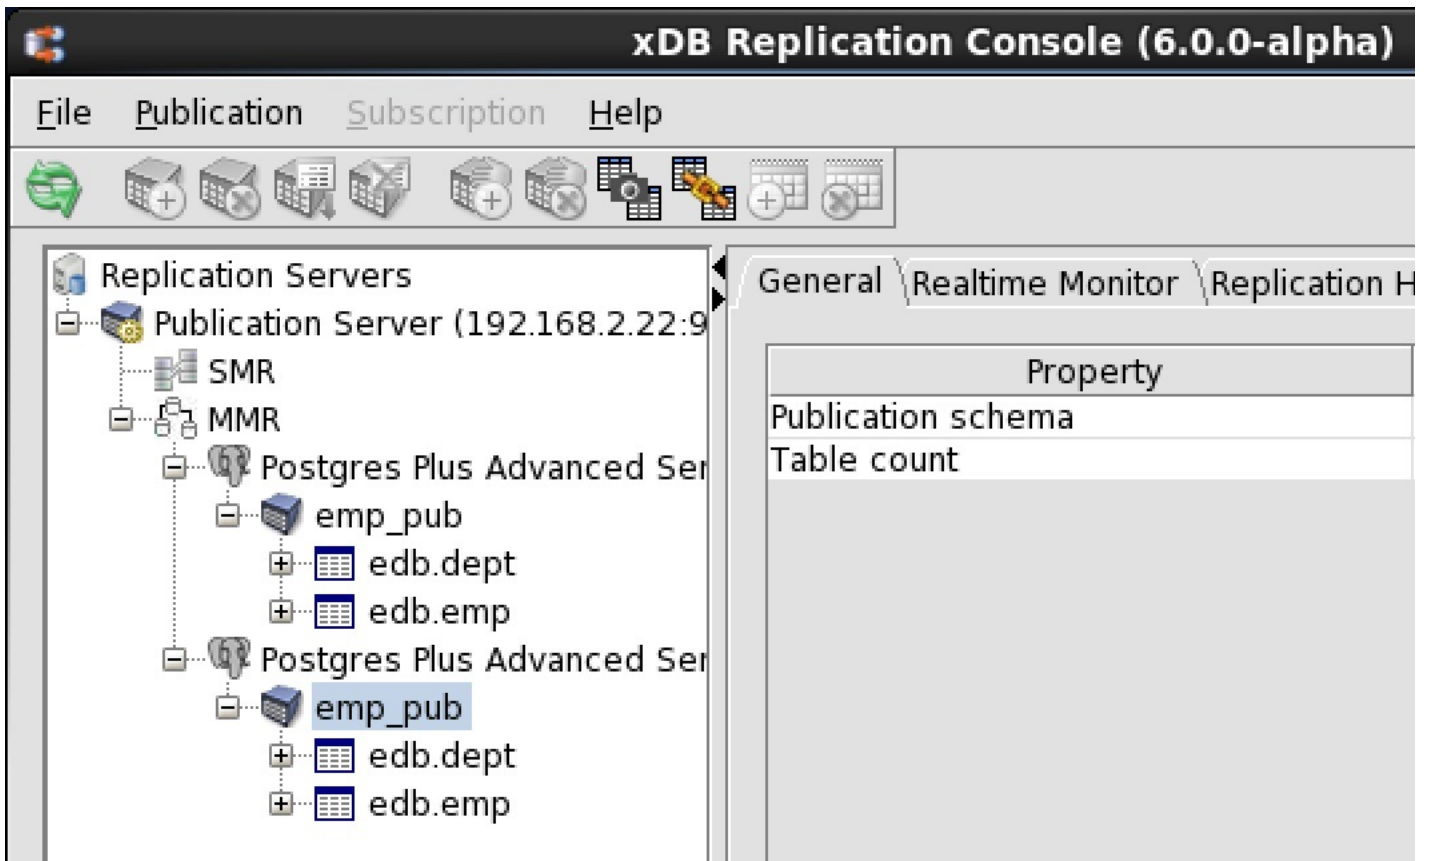 xDB Replication Console (6.0.0-alpha)
File Publication Subscription Help
Replication Servers
Publication Server (192.168.2.22:9
SMR
MMR
Postgres Plus Advanced Ser
emp_pub
edb.dept
edb.emp
Postgres Plus Advanced Ser
emp_pub
edb.dept
edb.emp
General Realtime Monitor Replication H
Property
Publication schema
Table count